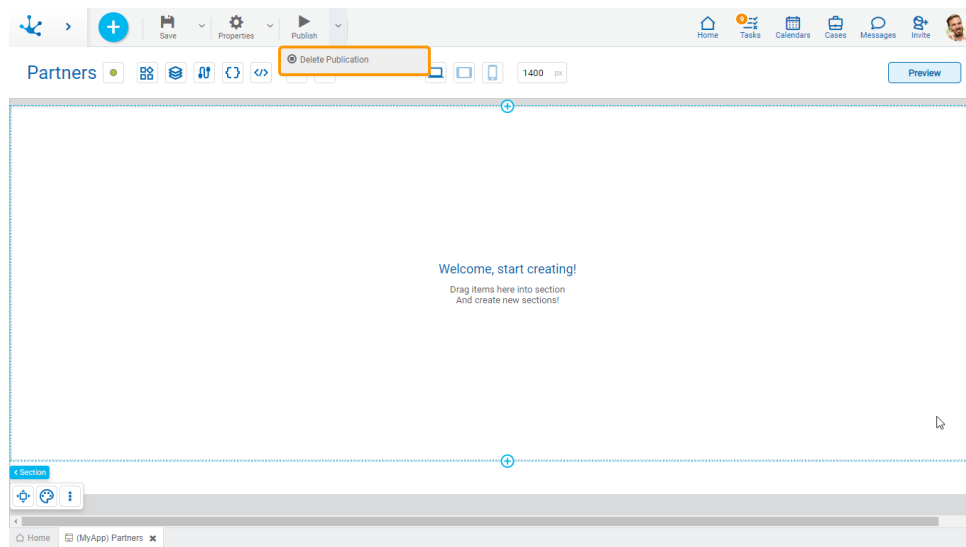 Save
Properties
Publish
Home
9
Tasks
Calendars
Cases
Messages
Invite
Delete Publication
Partners
1400 px
Preview
Welcome, start creating!
Drag items here into section
And create new sections!
Section
Home
(MyApp) Partners